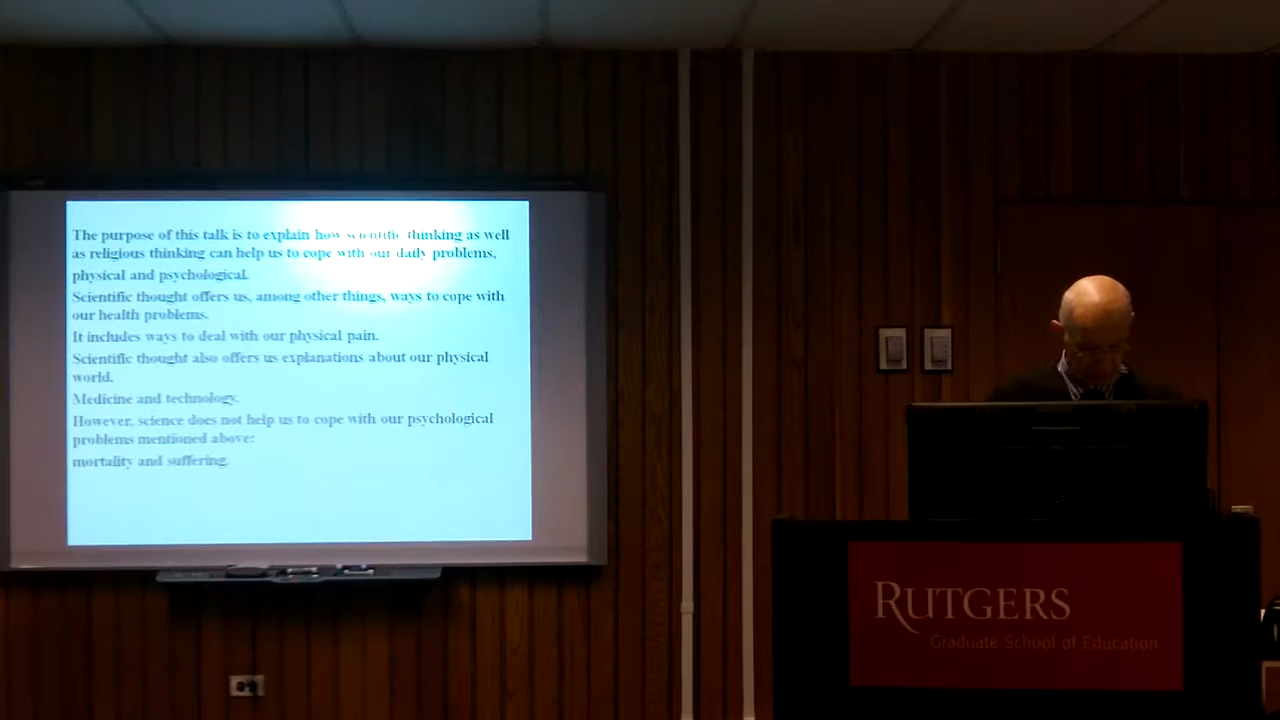 The purpose of this talk is to explain how scientific thinking as well
as religious thinking can help us to cope with our daily problems,
physical and psychological.
Scientific thought offers us, among other things, ways to cope with
our health problems.
It includes ways to deal with our physical pain.
Scientific thought also offers us explanations about our physical
world.
Medicine and technology.
However, science does not help us to cope with our psychological
problems mentioned above:
mortality and suffering.
RUTGERS
Graduate School of Education